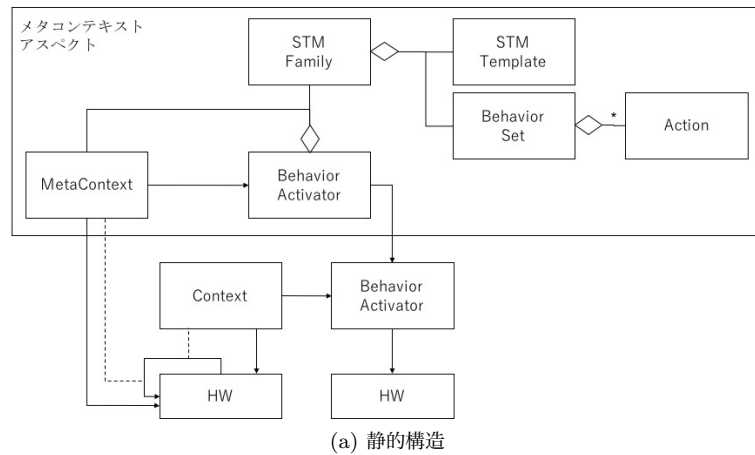 メタコンテキスト
アスペクト
STM
Family
STM
Template
Behavior
Set
*
Action
MetaContext
Behavior
Activator
Context
Behavior
Activator
HW
HW
(a) 静的構造